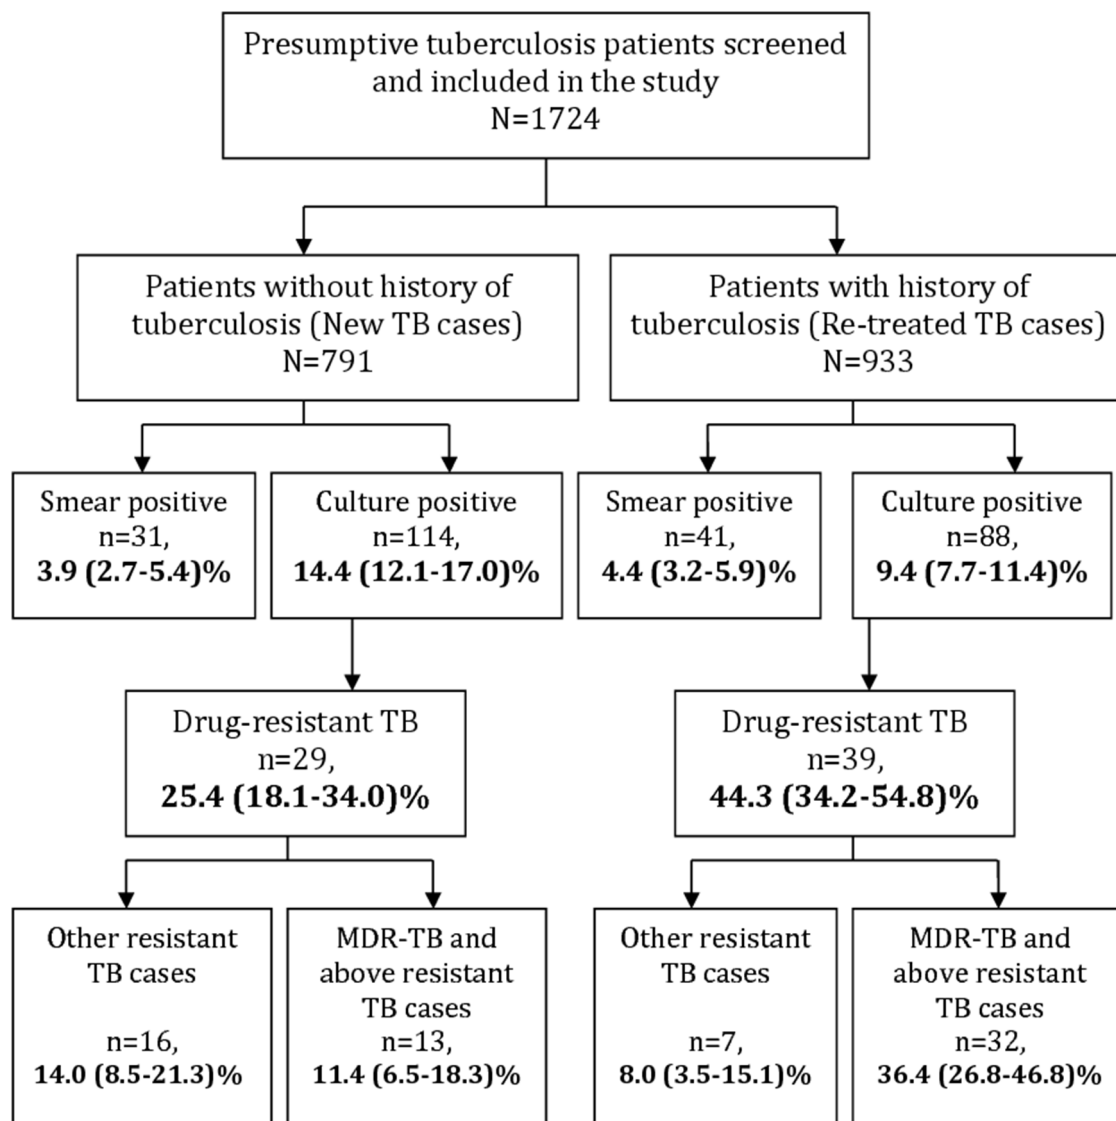 Presumptive tuberculosis patients screened
and included in the study
N=1724
Patients without history of
tuberculosis (New TB cases)
N=791
Patients with history of
tuberculosis (Re-treated TB cases)
N=933
Smear positive
n=31,
3.9 (2.7-5.4)%
Culture positive
n=114,
14.4 (12.1-17.0)%
Smear positive
n=41,
4.4 (3.2-5.9)%
Culture positive
n=88,
9.4 (7.7-11.4)%
Drug-resistant TB
n=29,
25.4 (18.1-34.0)%
Drug-resistant TB
n=39,
44.3 (34.2-54.8)%
Other resistant
TB cases
n=16,
14.0 (8.5-21.3)%
MDR-TB and
above resistant
TB cases
n=13,
11.4 (6.5-18.3)%
Other resistant
TB cases
n=7,
8.0 (3.5-15.1)%
MDR-TB and
above resistant
TB cases
n=32,
36.4 (26.8-46.8)%